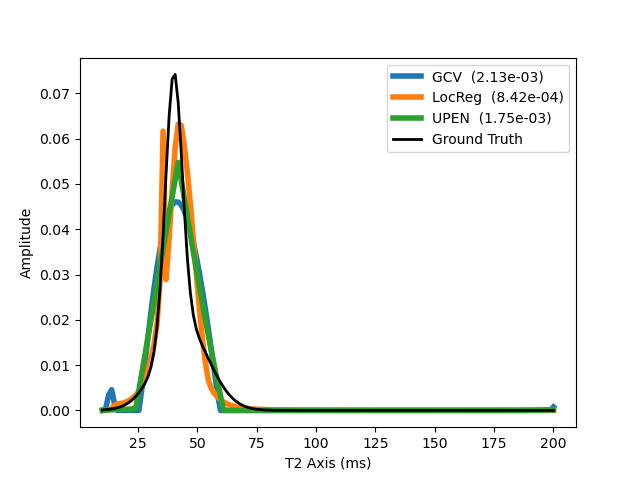 GCV (2.13e-03)
LocReg (8.42e-04)
UPEN (1.75e-03)
Ground Truth
0.07
0.06
0.05
0.04
0.03
0.02
0.01
0.00
Amplitude
25 50 75 100 125 150 175 200
T2 Axis (ms)